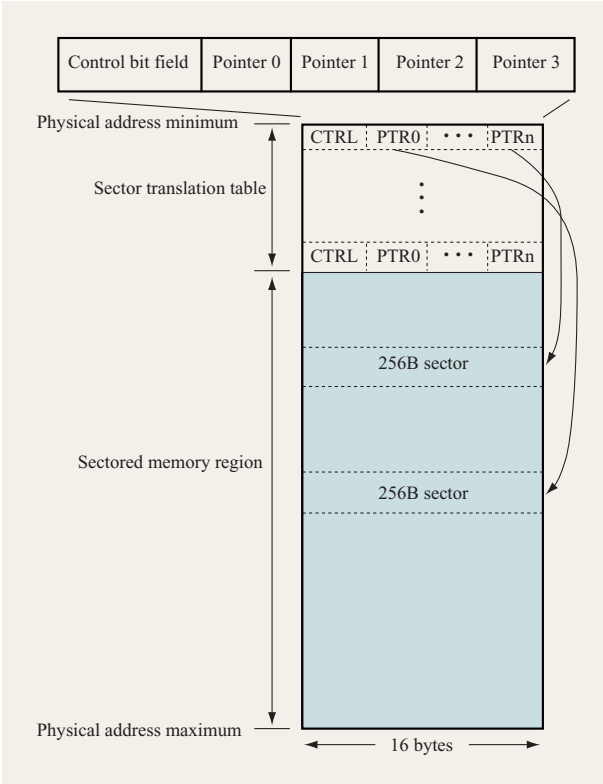 Control bit field Pointer 0 Pointer 1 Pointer 2 Pointer 3
Physical address minimum
CTRL PTR0 • • • PTRn
Sector translation table
CTRL PTR0 • • • PTRn
256B sector
Sectored memory region
256B sector
Physical address maximum
16 bytes